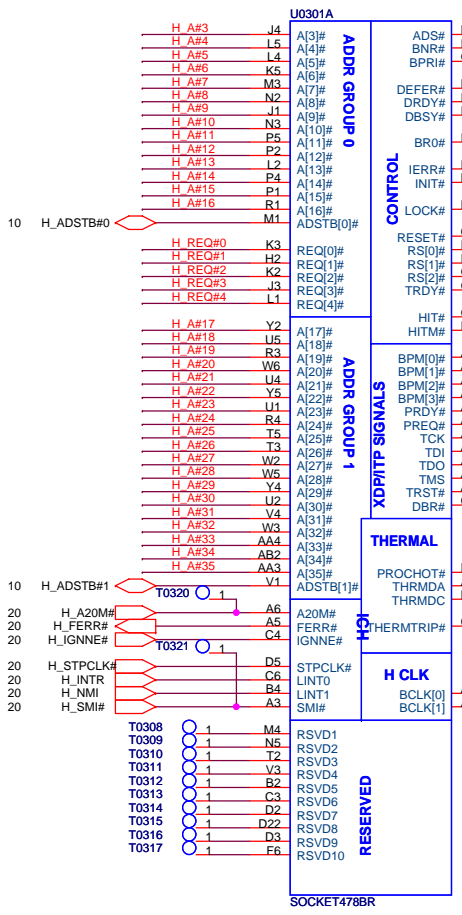 U0301A
H_A#3 J4 A[3]# ADS#
H_A#4 L5 A[4]# BNR#
H_A#5 L4 A[5]# BPRI#
H_A#6 K5 A[6]#
H_A#7 M3 A[7]# DEFER#
H_A#8 N2 A[8]# DRDY#
H_A#9 J1 A[9]# DBSY#
H_A#10 N3 A[10]#
H_A#11 P5 A[11]# BR0#
H_A#12 P2 A[12]#
H_A#13 L2 A[13]# IERR#
H_A#14 P4 A[14]# INIT#
H_A#15 P1 A[15]#
H_A#16 R1 A[16]# LOCK#
10 H_ADSTB#0 M1 ADSTB[0]#
ADDR GROUP 0
CONTROL
RESET#
H_REQ#0 K3 REQ[0]# RS[0]#
H_REQ#1 H2 REQ[1]# RS[1]#
H_REQ#2 K2 REQ[2]# RS[2]#
H_REQ#3 J3 REQ[3]# TRDY#
H_REQ#4 L1 REQ[4]#
HIT#
H_A#17 Y2 A[17]# HITM#
H_A#18 U5 A[18]#
H_A#19 R3 A[19]# BPM[0]#
H_A#20 W6 A[20]# BPM[1]#
H_A#21 U4 A[21]# BPM[2]#
H_A#22 Y5 A[22]# BPM[3]#
H_A#23 U1 A[23]# PRDY#
H_A#24 R4 A[24]# PREQ#
H_A#25 T5 A[25]# TCK
H_A#26 T3 A[26]# TDI
H_A#27 W2 A[27]# TDO
H_A#28 W5 A[28]# TMS
H_A#29 Y4 A[29]# TRST#
H_A#30 U2 A[30]# DBR#
H_A#31 V4 A[31]#
H_A#32 W3 A[32]#
H_A#33 AA4 A[33]#
H_A#34 AB2 A[34]#
H_A#35 AA3 A[35]#
10 H_ADSTB#1 V1 ADSTB[1]#
ADDR GROUP 1
XDP/ITP SIGNALS
THERMAL
PROCHOT#
THRMDA
THRMDC
THERMTRIP#
T0320 1
20 H_A20M# A6 A20M#
20 H_FERR# A5 FERR#
20 H_IGNNE# C4 IGNNE#
ICH
T0321 1
20 H_STPCLK# D5 STPCLK#
20 H_INTR C6 LINT0
20 H_NMI B4 LINT1
20 H_SMI# A3 SMI#
H CLK
BCLK[0]
BCLK[1]
T0308 1 M4 RSVD1
T0309 1 N5 RSVD2
T0310 1 T2 RSVD3
T0311 1 V3 RSVD4
T0312 1 B2 RSVD5
T0313 1 C3 RSVD6
T0314 1 D2 RSVD7
T0315 1 D22 RSVD8
T0316 1 D3 RSVD9
T0317 1 F6 RSVD10
RESERVED
SOCKET478BR